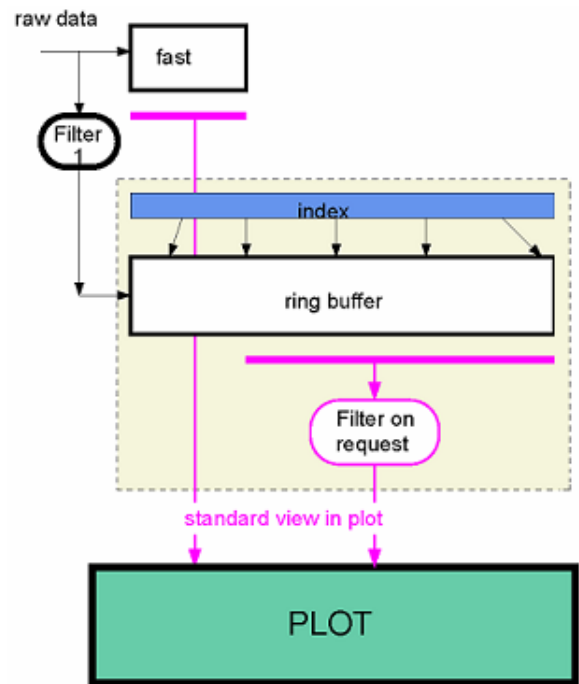 raw data
fast
Filter
1
index
ring buffer
Filter on
request
standard view in plot
PLOT